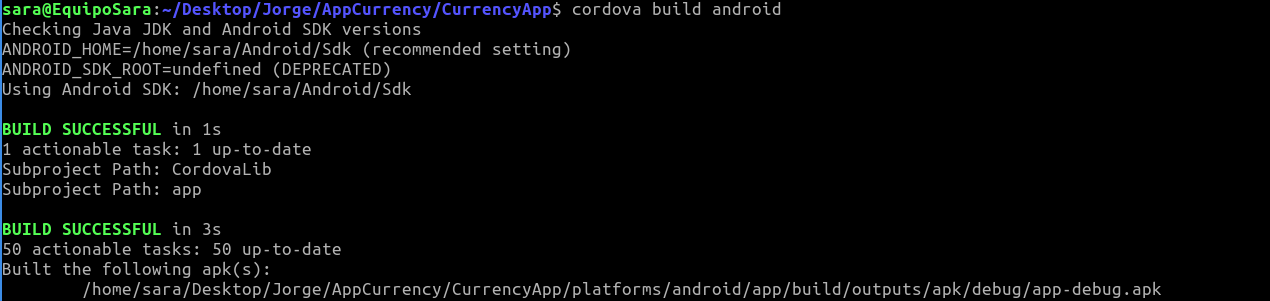 sara@EquipoSara:~/Desktop/Jorge/AppCurrency/CurrencyApp$ cordova build android
Checking Java JDK and Android SDK versions
ANDROID_HOME=/home/sara/Android/Sdk (recommended setting)
ANDROID_SDK_ROOT=undefined (DEPRECATED)
Using Android SDK: /home/sara/Android/Sdk
BUILD SUCCESSFUL in 1s
1 actionable task: 1 up-to-date
Subproject Path: CordovaLib
Subproject Path: app
BUILD SUCCESSFUL in 3s
50 actionable tasks: 50 up-to-date
Built the following apk(s):
/home/sara/Desktop/Jorge/AppCurrency/CurrencyApp/platforms/android/app/build/outputs/apk/debug/app-debug.apk